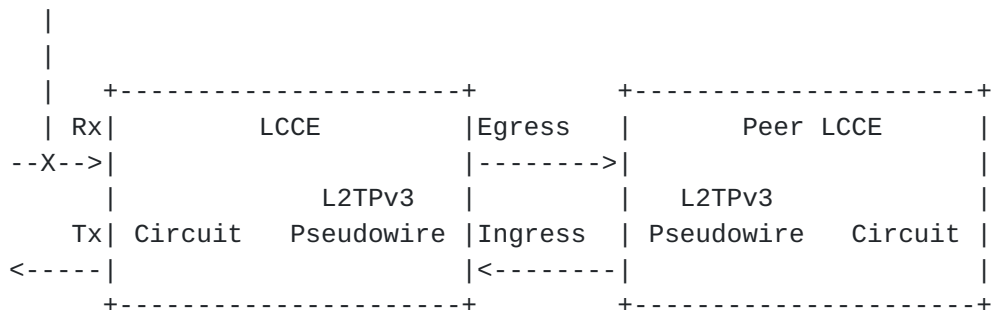 |
|
| +----------------------+ +----------------------+
| Rx| LCCE |Egress | Peer LCCE |
--X-->| |-------->| |
| L2TPv3 | | L2TPv3 |
Tx| Circuit Pseudowire |Ingress | Pseudowire Circuit |
<-----| |<--------| |
+----------------------+ +----------------------+